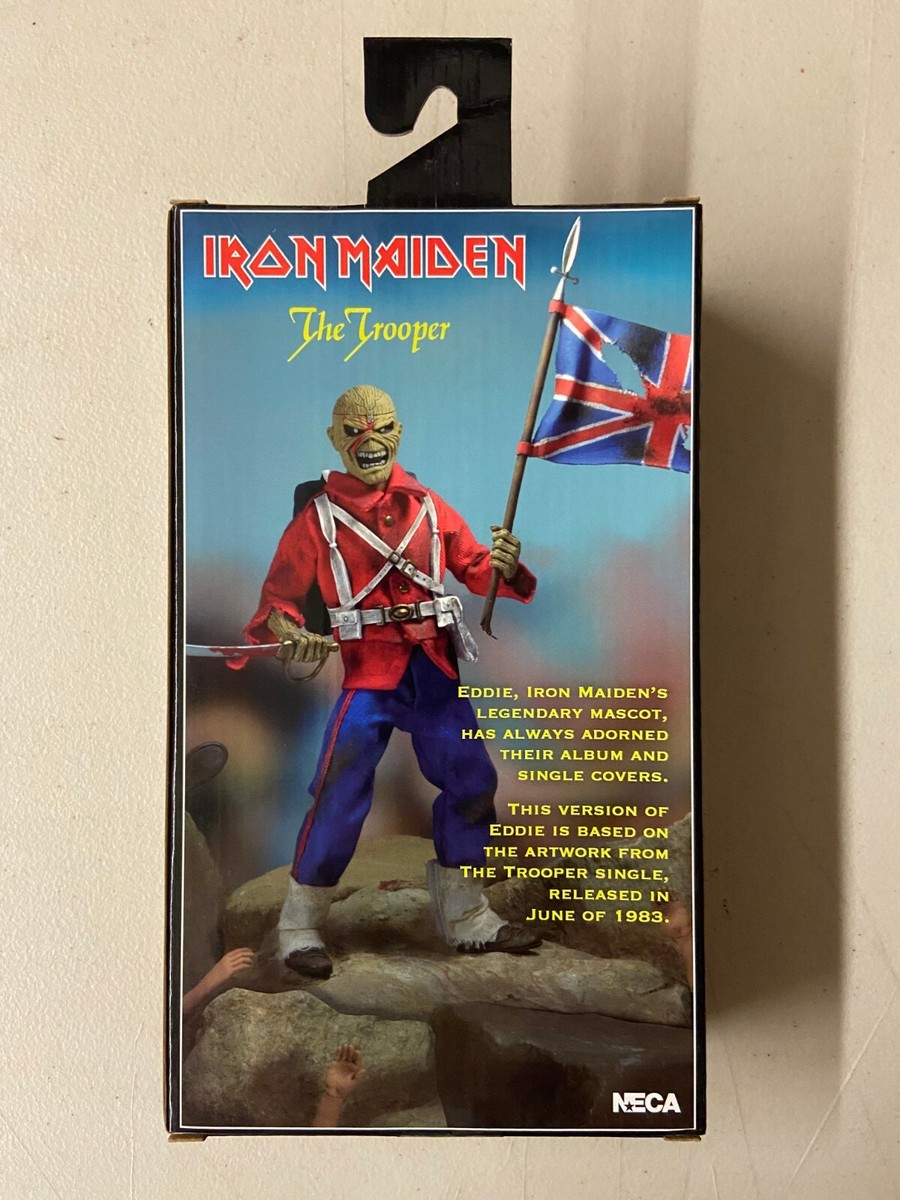 IRON MAIDEN
The Trooper
EDDIE, IRON MAIDEN'S
LEGENDARY MASCOT,
HAS ALWAYS ADORNED
THEIR ALBUM AND
SINGLE COVERS.
THIS VERSION OF
EDDIE IS BASED ON
THE ARTWORK FROM
THE TROOPER SINGLE,
RELEASED IN
JUNE OF 1983.
NECA